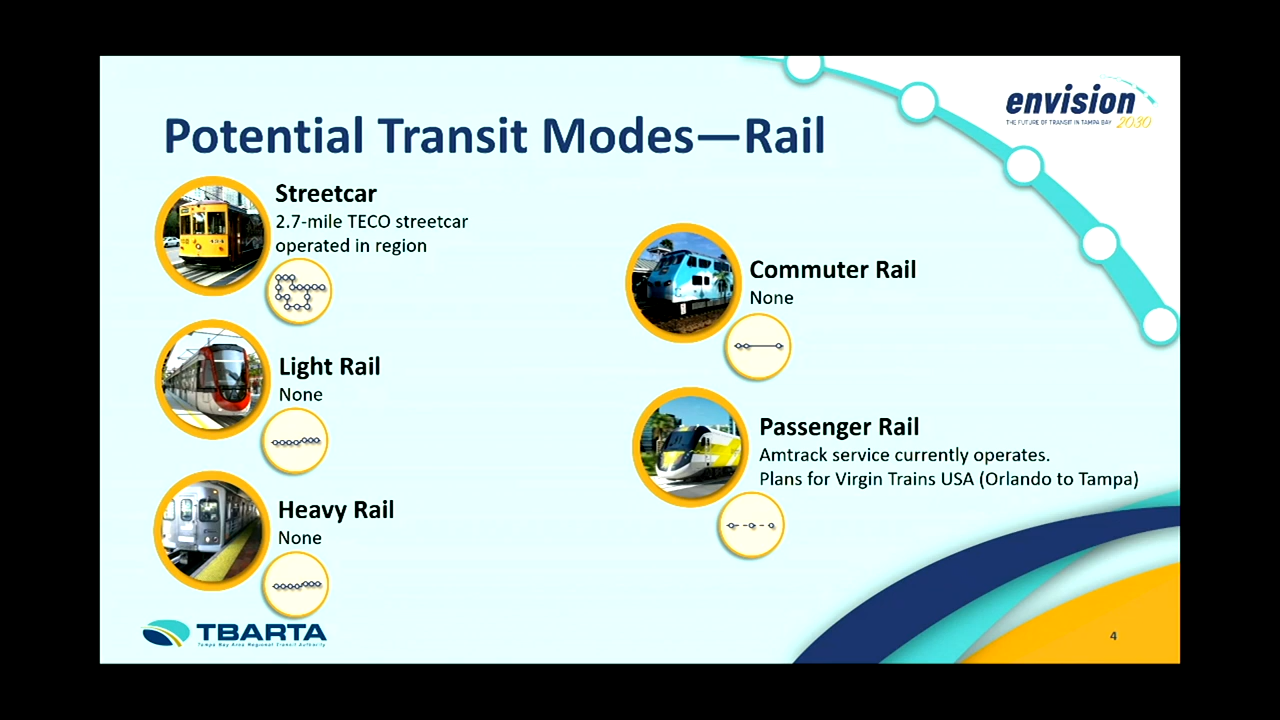 envision
THE FUTURE OF TRANSIT IN TAMPA BAY 2030
Potential Transit Modes—Rail
Streetcar
2.7-mile TECO streetcar
operated in region
Light Rail
None
Heavy Rail
None
Commuter Rail
None
Passenger Rail
Amtrack service currently operates.
Plans for Virgin Trains USA (Orlando to Tampa)
TBARTA
Tampa Bay Area Regional Transit Authority
4